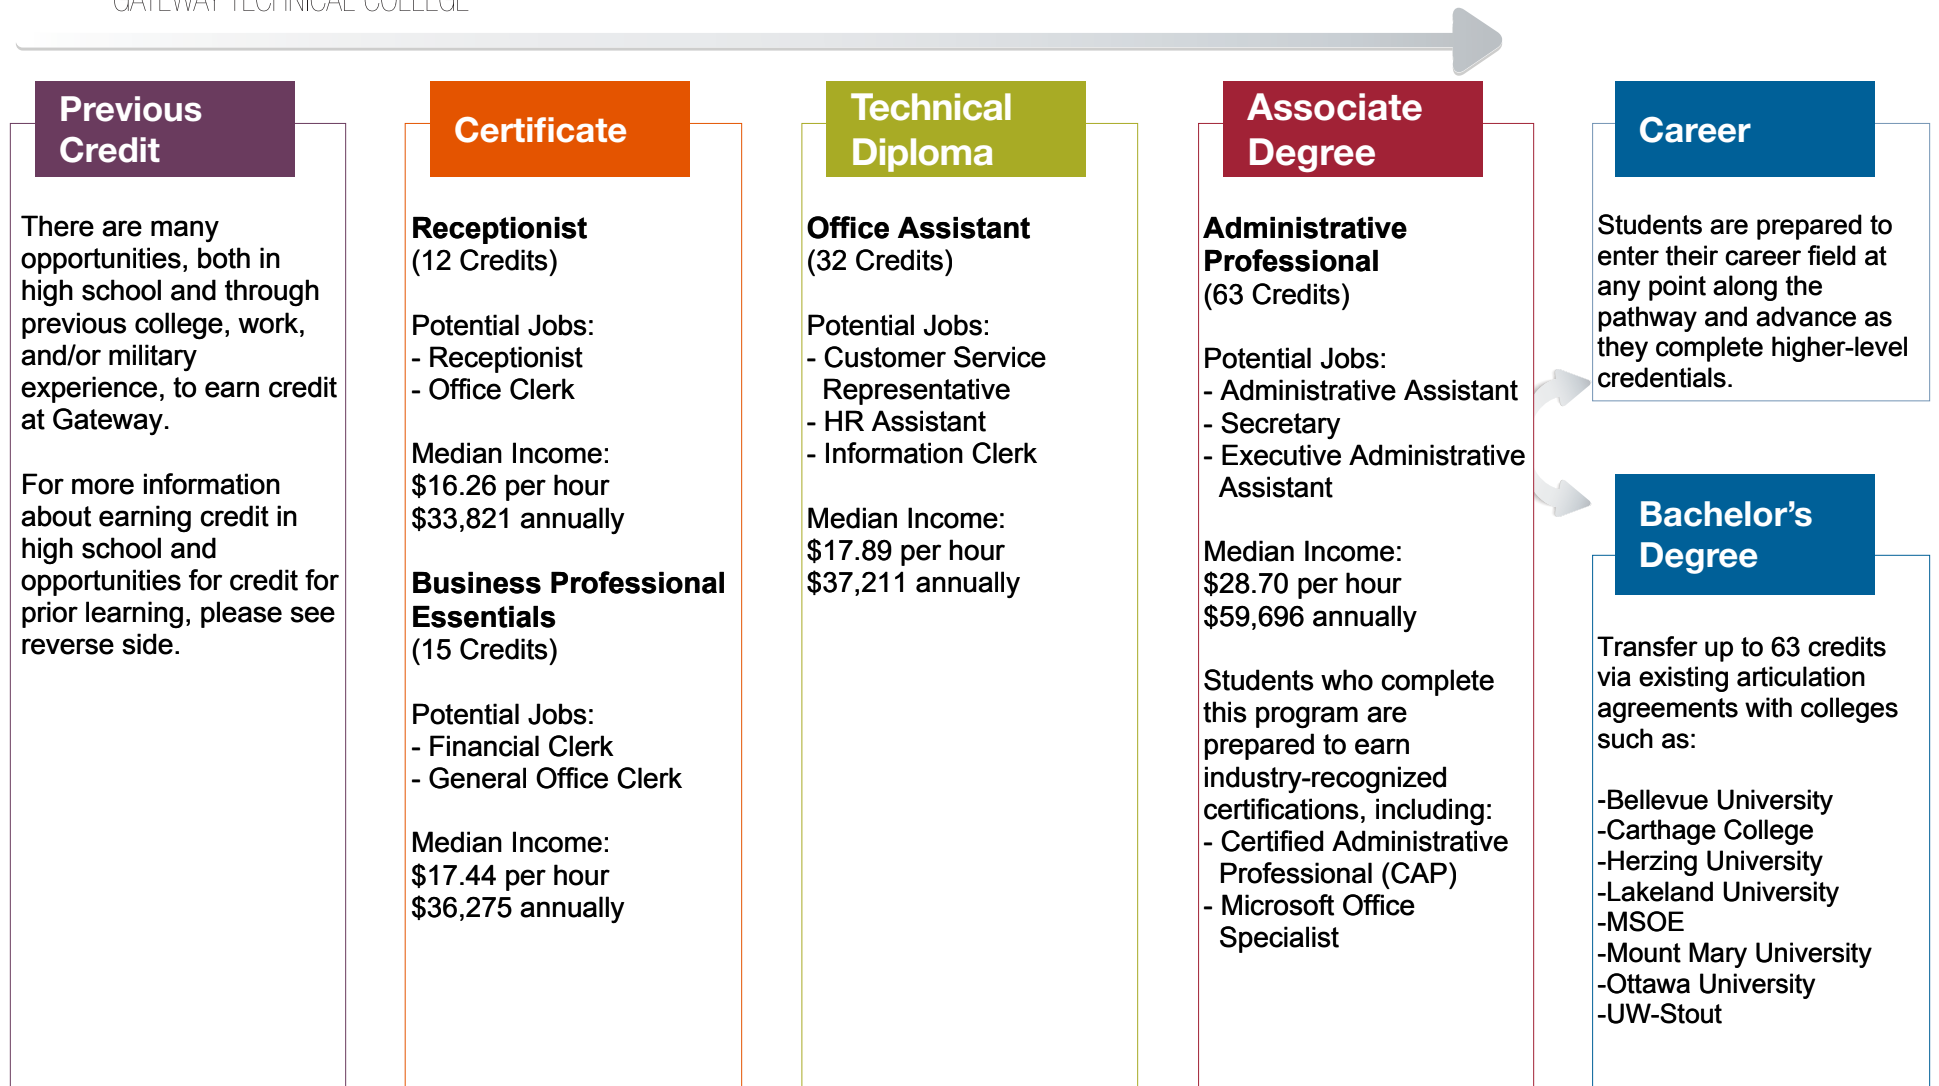 GATEWAY TECHNICAL COLLEGE
Previous
Credit
There are many
opportunities, both in
high school and through
previous college, work,
and/or military
experience, to earn credit
at Gateway.
For more information
about earning credit in
high school and
opportunities for credit for
prior learning, please see
reverse side.
Certificate
Receptionist
(12 Credits)
Potential Jobs:
- Receptionist
- Office Clerk
Median Income:
$16.26 per hour
$33,821 annually
Business Professional
Essentials
(15 Credits)
Potential Jobs:
- Financial Clerk
- General Office Clerk
Median Income:
$17.44 per hour
$36,275 annually
Technical
Diploma
Office Assistant
(32 Credits)
Potential Jobs:
- Customer Service
Representative
- HR Assistant
- Information Clerk
Median Income:
$17.89 per hour
$37,211 annually
Associate
Degree
Administrative
Professional
(63 Credits)
Potential Jobs:
- Administrative Assistant
- Secretary
- Executive Administrative
Assistant
Median Income:
$28.70 per hour
$59,696 annually
Students who complete
this program are
prepared to earn
industry-recognized
certifications, including:
- Certified Administrative
Professional (CAP)
- Microsoft Office
Specialist
Career
Students are prepared to
enter their career field at
any point along the
pathway and advance as
they complete higher-level
credentials.
Bachelor’s
Degree
Transfer up to 63 credits
via existing articulation
agreements with colleges
such as:
-Bellevue University
-Carthage College
-Herzing University
-Lakeland University
-MSOE
-Mount Mary University
-Ottawa University
-UW-Stout